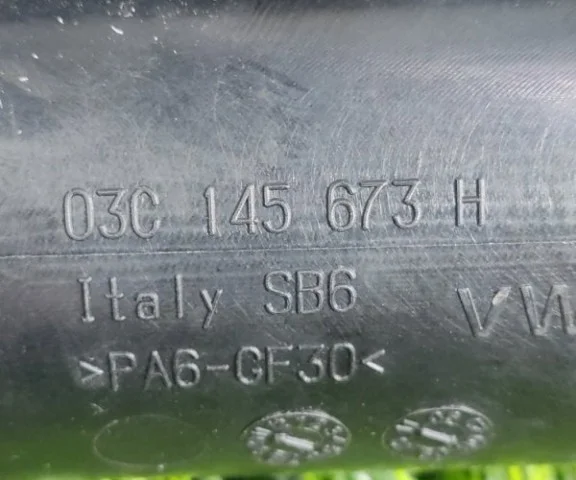 03C 145 673 H
Italy SB6 VW
>PA6-GF30<